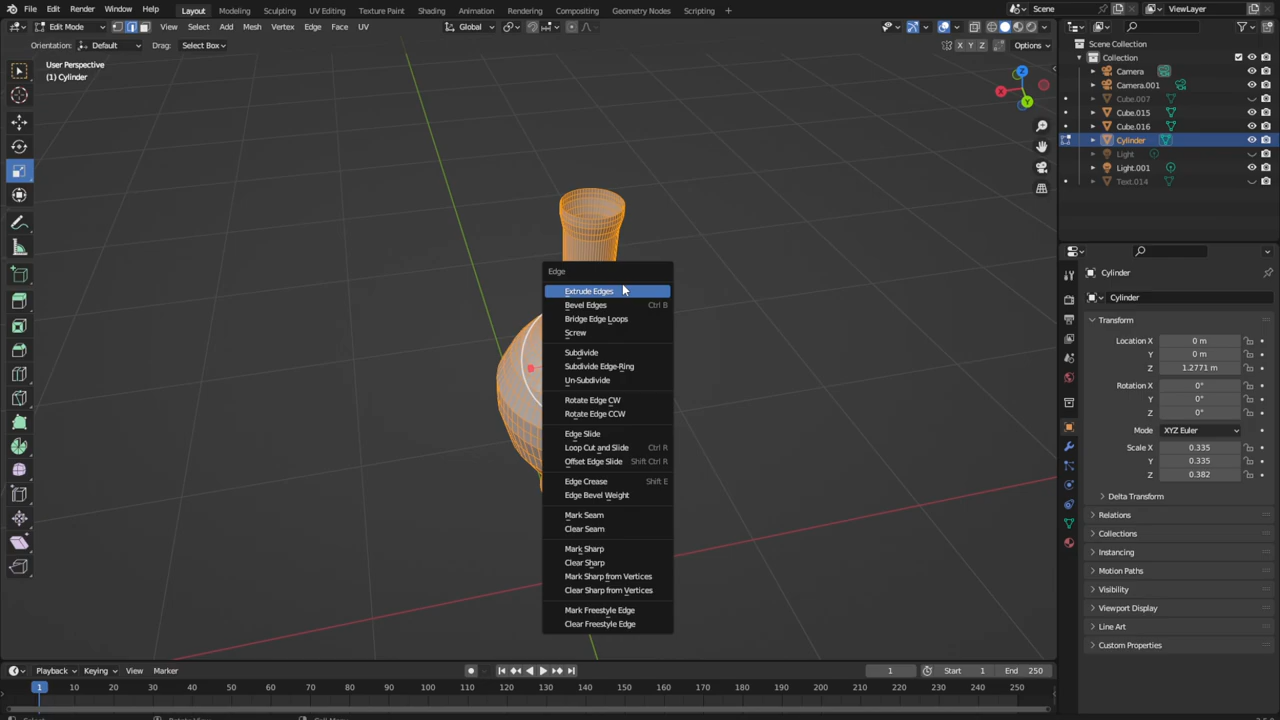 File Edit Render Window Help Layout Modeling Sculpting UV Editing Texture Paint Shading Animation Rendering Compositing Geometry Nodes Scripting Scene ViewLayer
Edit Mode View Select Add Mesh Vertex Edge Face UV Global
Orientation: Default Drag: Select Box X Y Z Options
User Perspective
(1) Cylinder
Z
X
Y
Edge
Extrude Edges
Bevel Edges Ctrl B
Bridge Edge Loops
Screw
Subdivide
Subdivide Edge-Ring
Un-Subdivide
Rotate Edge CW
Rotate Edge CCW
Edge Slide
Loop Cut and Slide Ctrl R
Offset Edge Slide Shift Ctrl R
Edge Crease Shift E
Edge Bevel Weight
Mark Seam
Clear Seam
Mark Sharp
Clear Sharp
Mark Sharp from Vertices
Clear Sharp from Vertices
Mark Freestyle Edge
Clear Freestyle Edge
Scene Collection
Collection
Camera
Camera.001
Cube.007
Cube.015
Cube.016
Cylinder
Light
Light.001
Text.014
Cylinder
Cylinder
Transform
Location X 0 m
Y 0 m
Z 1.2771 m
Rotation X 0°
Y 0°
Z 0°
Mode XYZ Euler
Scale X 0.335
Y 0.335
Z 0.382
Delta Transform
Relations
Collections
Instancing
Motion Paths
Visibility
Viewport Display
Line Art
Custom Properties
Playback Keying View Marker 1 Start 1 End 250
1 10 20 30 40 50 60 70 80 90 100 110 120 130 140 150 160 170 180 190 200 210 220 230 240 250